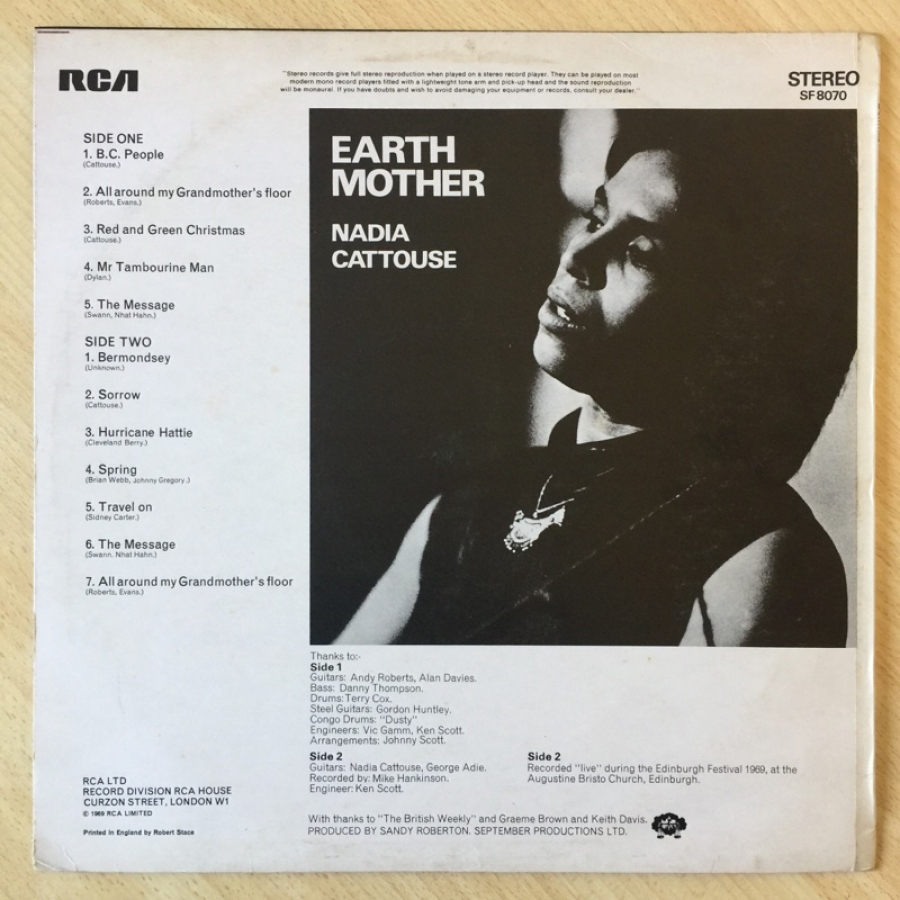 RCA
"Stereo records give full stereo reproduction when played on a stereo record player. They can be played on most
modern mono record players fitted with a lightweight tone arm and pick-up head and the sound reproduction
will be monaural. If you have doubts and wish to avoid damaging your equipment or records, consult your dealer."
STEREO
SF 8070
SIDE ONE
1. B.C. People
(Cattouse.)
2. All around my Grandmother's floor
(Roberts, Evans.)
3. Red and Green Christmas
(Cattouse.)
4. Mr Tambourine Man
(Dylan.)
5. The Message
(Swann, Nhat Hahn.)
SIDE TWO
1. Bermondsey
(Unknown.)
2. Sorrow
(Cattouse.)
3. Hurricane Hattie
(Cleveland Berry.)
4. Spring
(Brian Webb, Johnny Gregory.)
5. Travel on
(Sidney Carter.)
6. The Message
(Swann. Nhat Hahn.)
7. All around my Grandmother's floor
(Roberts, Evans.)
EARTH
MOTHER
NADIA
CATTOUSE
Thanks to:-
Side 1
Guitars: Andy Roberts, Alan Davies.
Bass: Danny Thompson.
Drums: Terry Cox.
Steel Guitars: Gordon Huntley.
Congo Drums: "Dusty"
Engineers: Vic Gamm, Ken Scott.
Arrangements: Johnny Scott.
Side 2
Guitars: Nadia Cattouse, George Adie.
Recorded by: Mike Hankinson.
Engineer: Ken Scott.
Side 2
Recorded "live" during the Edinburgh Festival 1969, at the
Augustine Bristo Church, Edinburgh.
With thanks to "The British Weekly" and Graeme Brown and Keith Davis.
PRODUCED BY SANDY ROBERTON. SEPTEMBER PRODUCTIONS LTD.
RCA LTD
RECORD DIVISION RCA HOUSE
CURZON STREET, LONDON W1
© 1969 RCA LIMITED
Printed in England by Robert Stace